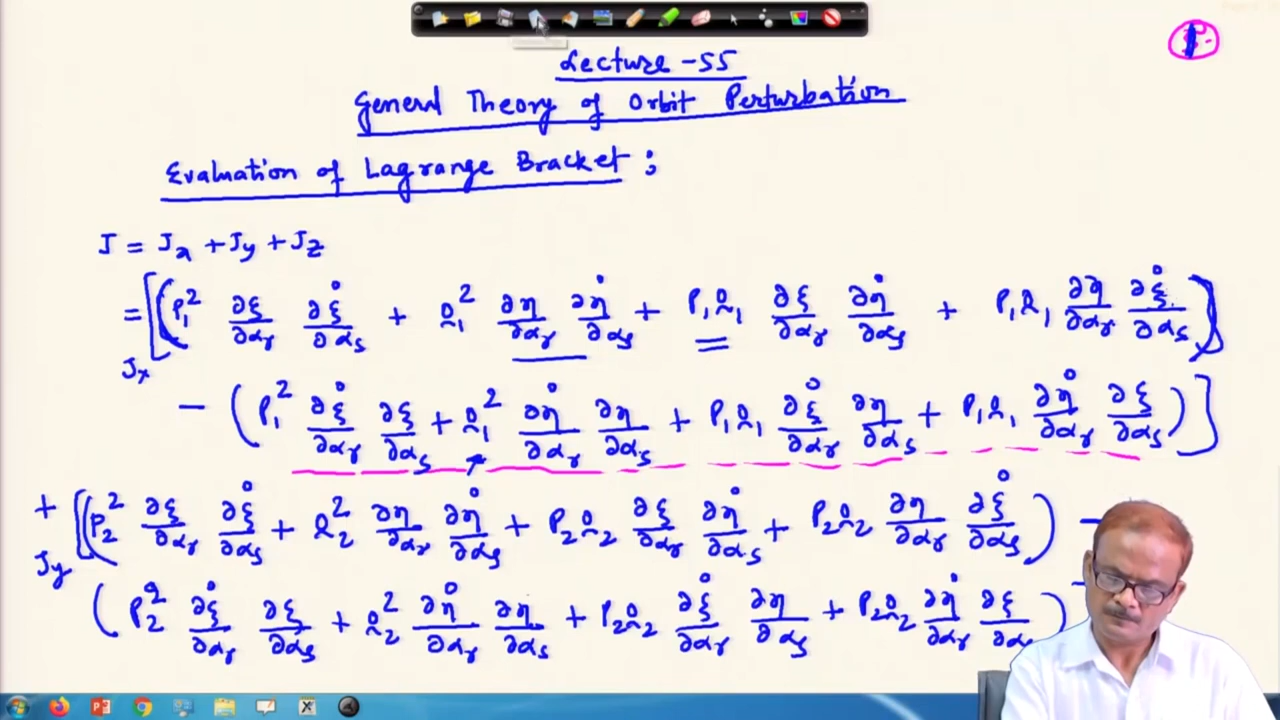 Lecture -55
General Theory of Orbit Perturbation
Evaluation of Lagrange Bracket ;
J = Jx + Jy + Jz
= [(P₁² ∂ξ/∂αr ∂ξ̇/∂αs + Q₁² ∂η/∂αr ∂η̇/∂αs + P₁Q₁ ∂ξ/∂αr ∂η̇/∂αs + P₁Q₁ ∂η/∂αr ∂ξ̇/∂αs)
Jx
- (P₁² ∂ξ̇/∂αr ∂ξ/∂αs + Q₁² ∂η̇/∂αr ∂η/∂αs + P₁Q₁ ∂ξ̇/∂αr ∂η/∂αs + P₁Q₁ ∂η̇/∂αr ∂ξ/∂αs)]
+ [(P₂² ∂ξ/∂αr ∂ξ̇/∂αs + Q₂² ∂η/∂αr ∂η̇/∂αs + P₂Q₂ ∂ξ/∂αr ∂η̇/∂αs + P₂Q₂ ∂η/∂αr ∂ξ̇/∂αs) -
Jy
(P₂² ∂ξ̇/∂αr ∂ξ/∂αs + Q₂² ∂η̇/∂αr ∂η/∂αs + P₂Q₂ ∂ξ̇/∂αr ∂η/∂αs + P₂Q₂ ∂η̇/∂αr ∂ξ/∂αs)